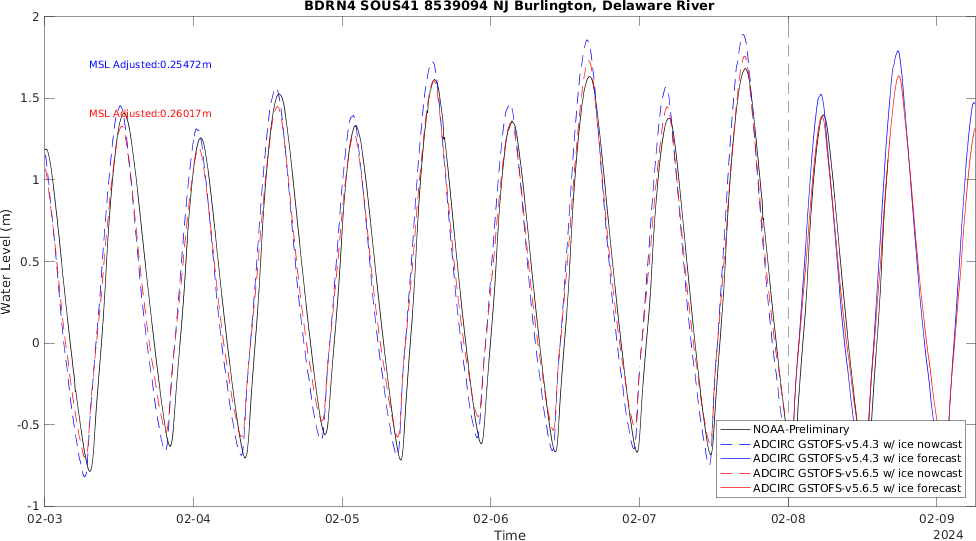 BDRN4 SOUS41 8539094 NJ Burlington, Delaware River
2
1.5
1
0.5
0
-0.5
-1
Water Level (m)
MSL Adjusted:0.25472m
MSL Adjusted:0.26017m
NOAA-Preliminary
ADCIRC GSTOFS-v5.4.3 w/ ice nowcast
ADCIRC GSTOFS-v5.4.3 w/ ice forecast
ADCIRC GSTOFS-v5.6.5 w/ ice nowcast
ADCIRC GSTOFS-v5.6.5 w/ ice forecast
02-03 02-04 02-05 02-06 02-07 02-08 02-09
Time
2024